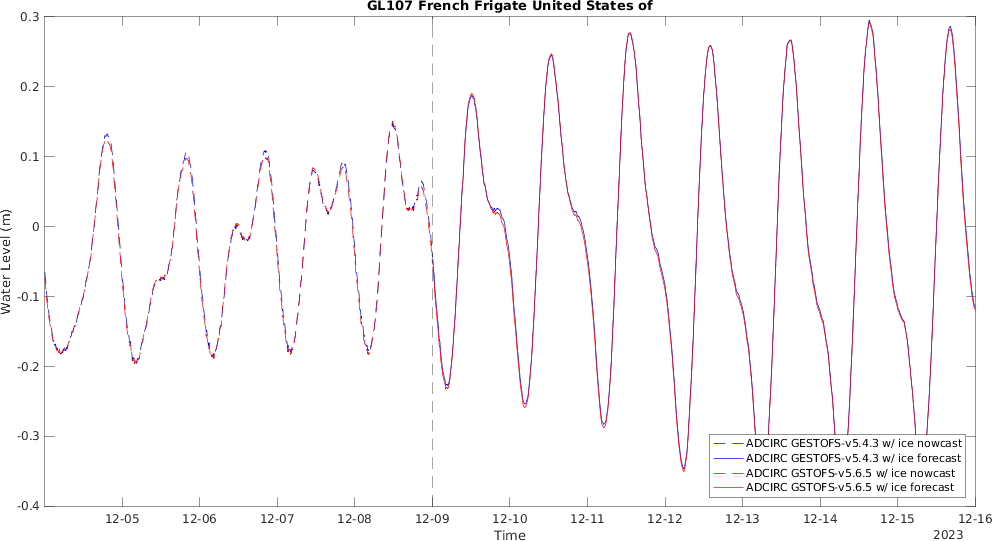 GL107 French Frigate United States of
0.3
0.2
0.1
0
-0.1
-0.2
-0.3
-0.4
Water Level (m)
ADCIRC GESTOFS-v5.4.3 w/ ice nowcast
ADCIRC GESTOFS-v5.4.3 w/ ice forecast
ADCIRC GSTOFS-v5.6.5 w/ ice nowcast
ADCIRC GSTOFS-v5.6.5 w/ ice forecast
12-05 12-06 12-07 12-08 12-09 12-10 12-11 12-12 12-13 12-14 12-15 12-16
Time
2023